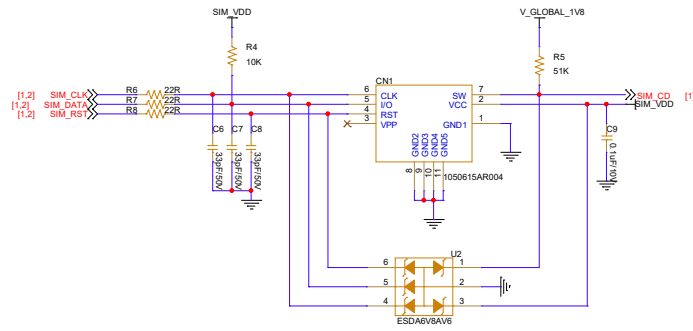 SIM_VDD
V_GLOBAL_1V8
R4
10K
R5
51K
CN1
[1,2] SIM_CLK R6 22R 6 CLK SW 7
[1,2] SIM_DATA R7 22R 5 I/O VCC 2
[1,2] SIM_RST R8 22R 4 RST
3 VPP GND1 1
SIM_CD [1
SIM_VDD
C6 C7 C8
33pF/50V 33pF/50V 33pF/50V
GND2 GND3 GND4 GND5
8 9 10 11
1050615AR004
C9
0.1uF/10V
U2
6 1
5 2
4 3
ESDA6V8AV6